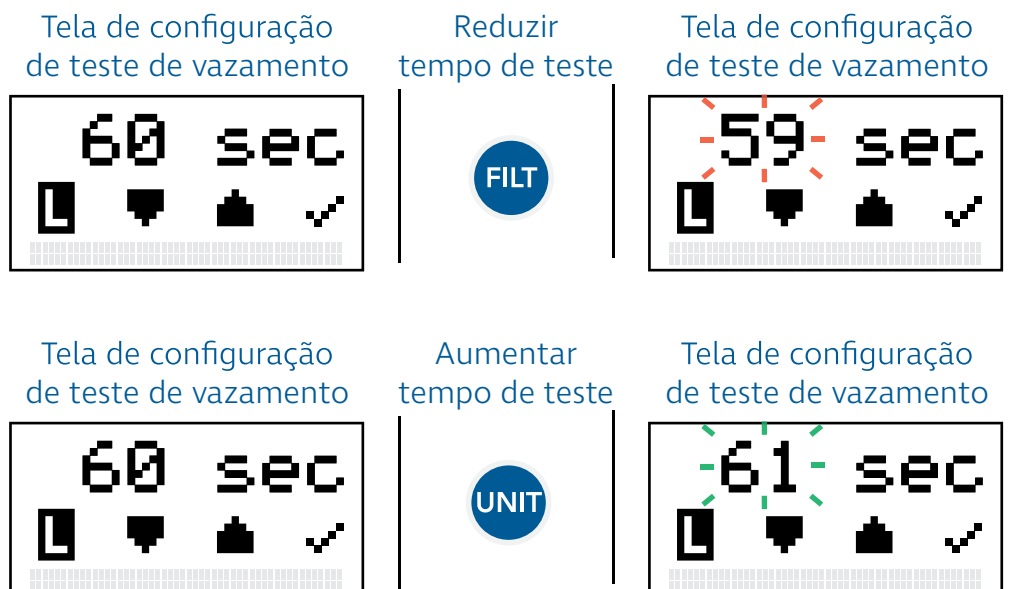 Tela de configuração
de teste de vazamento
Reduzir
tempo de teste
Tela de configuração
de teste de vazamento
60 sec
L
FILT
59 sec
L
Tela de configuração
de teste de vazamento
Aumentar
tempo de teste
Tela de configuração
de teste de vazamento
60 sec
L
UNIT
61 sec
L